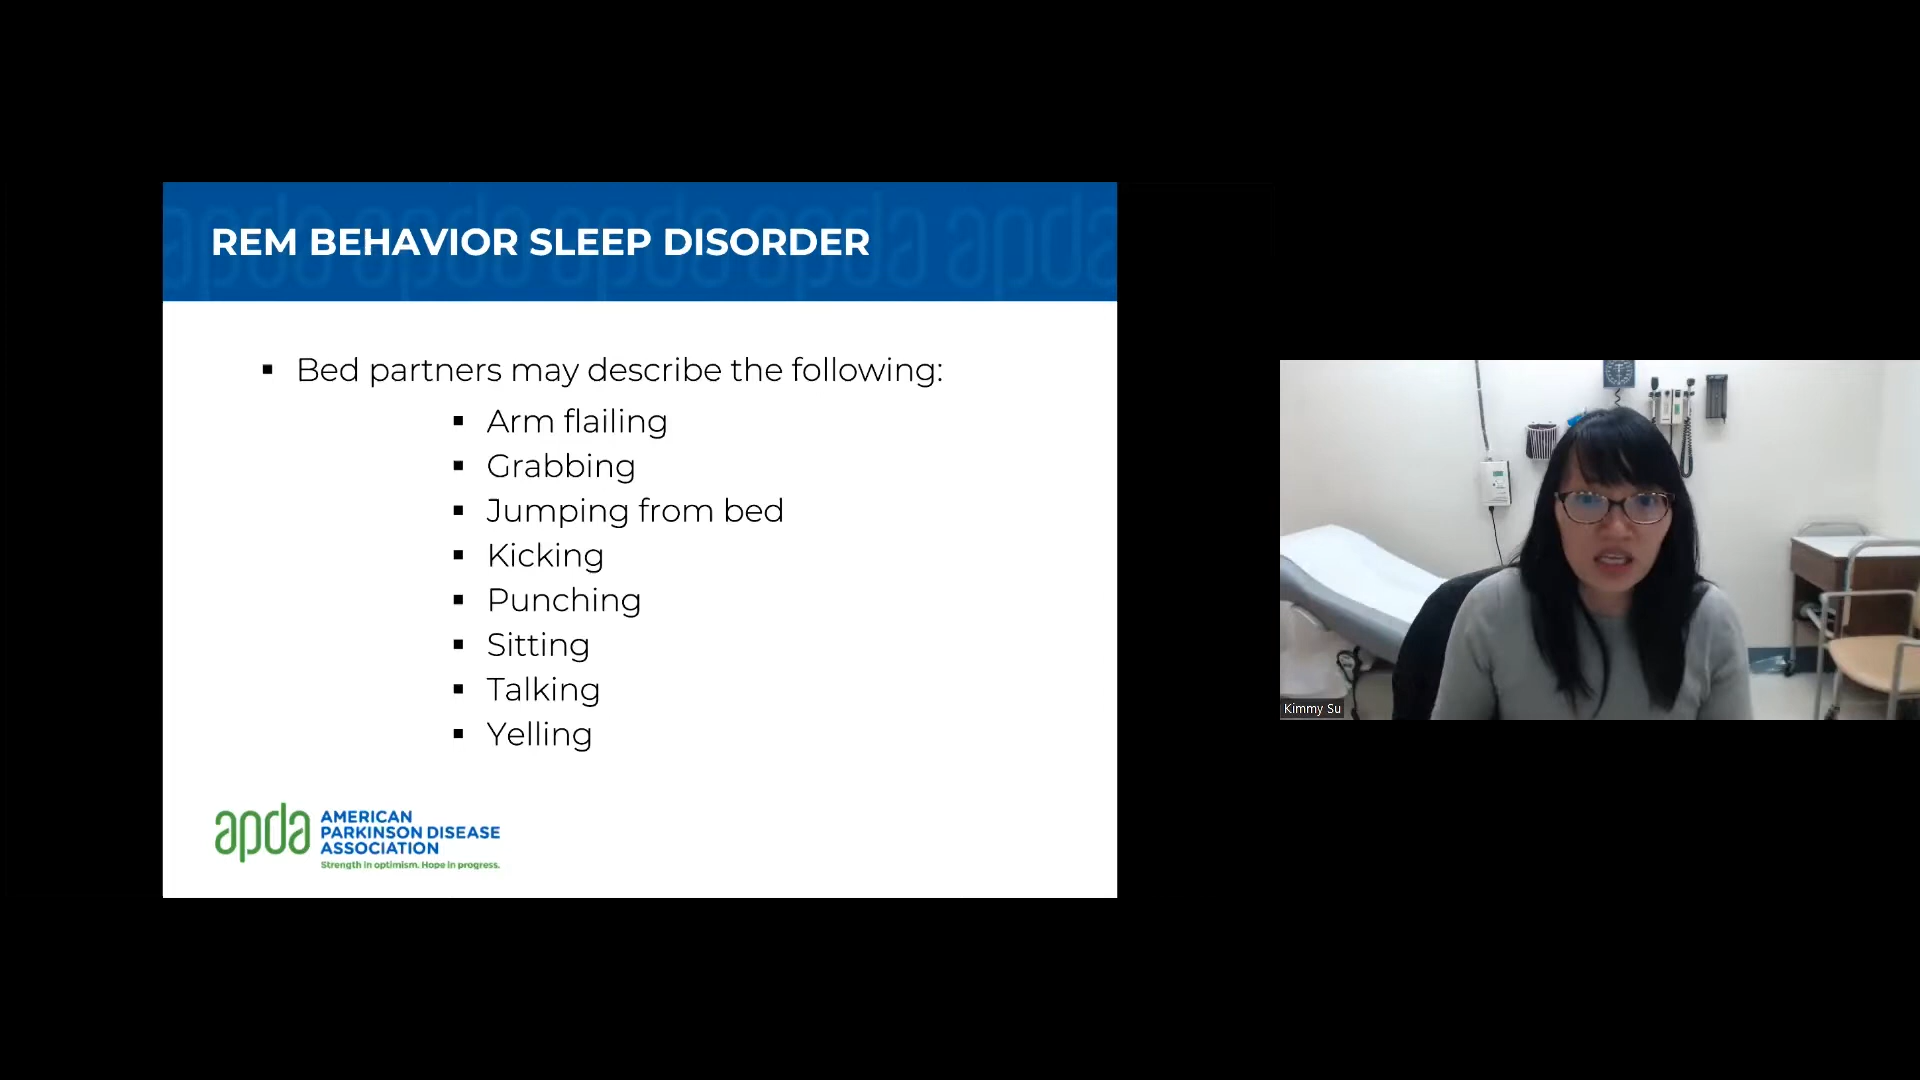 REM BEHAVIOR SLEEP DISORDER
▪ Bed partners may describe the following:
▪ Arm flailing
▪ Grabbing
▪ Jumping from bed
▪ Kicking
▪ Punching
▪ Sitting
▪ Talking
▪ Yelling
apda
AMERICAN
PARKINSON DISEASE
ASSOCIATION
Strength in optimism. Hope in progress.
Kimmy Su